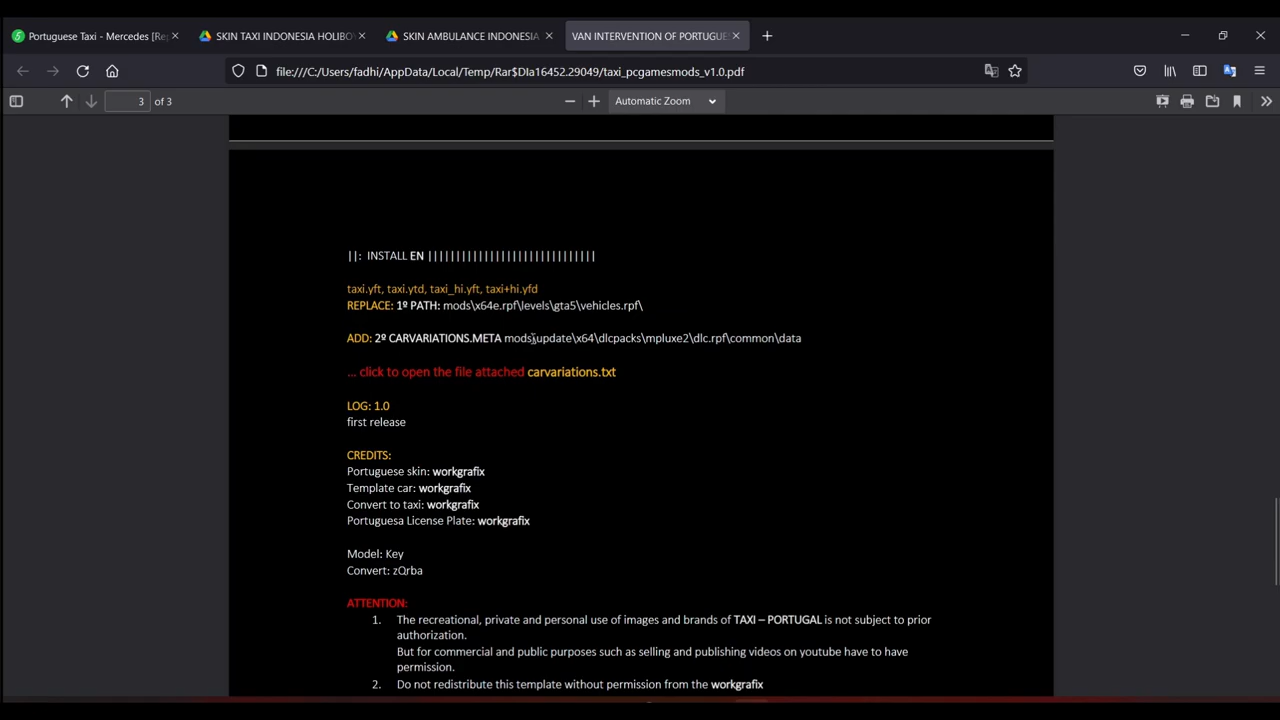 Portuguese Taxi - Mercedes [Rep
SKIN TAXI INDONESIA HOLIBO
SKIN AMBULANCE INDONESIA
VAN INTERVENTION OF PORTUGUE
file:///C:/Users/fadhi/AppData/Local/Temp/Rar$DIa16452.29049/taxi_pcgamesmods_v1.0.pdf
3 of 3
Automatic Zoom
||: INSTALL EN ||||||||||||||||||||||||||||||
taxi.yft, taxi.ytd, taxi_hi.yft, taxi+hi.yfd
REPLACE: 1º PATH: mods\x64e.rpf\levels\gta5\vehicles.rpf\
ADD: 2º CARVARIATIONS.META mods\update\x64\dlcpacks\mpluxe2\dlc.rpf\common\data
... click to open the file attached carvariations.txt
LOG: 1.0
first release
CREDITS:
Portuguese skin: workgrafix
Template car: workgrafix
Convert to taxi: workgrafix
Portuguesa License Plate: workgrafix
Model: Key
Convert: zQrba
ATTENTION:
1. The recreational, private and personal use of images and brands of TAXI – PORTUGAL is not subject to prior
authorization.
But for commercial and public purposes such as selling and publishing videos on youtube have to have
permission.
2. Do not redistribute this template without permission from the workgrafix